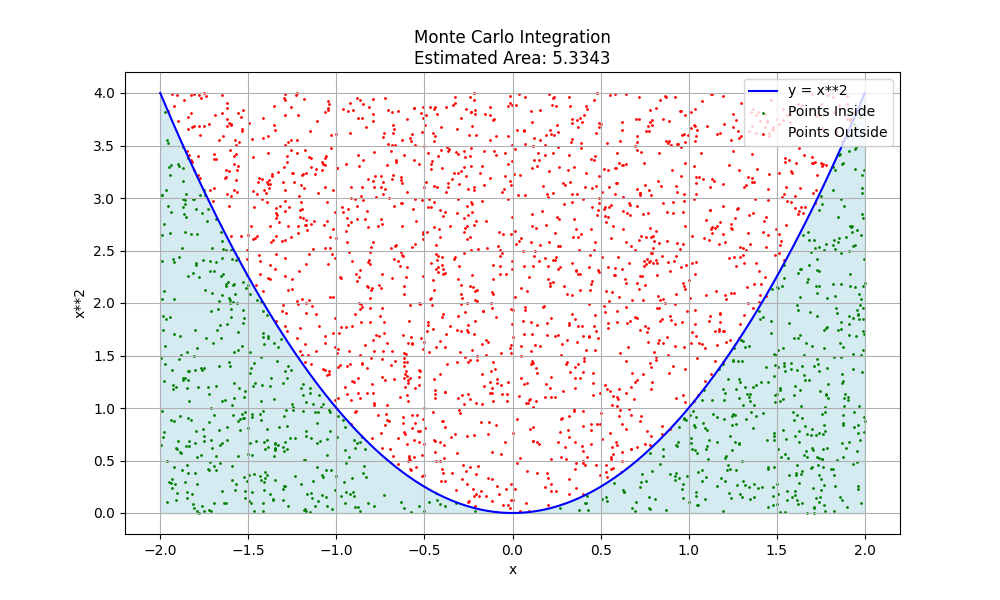 Monte Carlo Integration
Estimated Area: 5.3343
y = x**2
Points Inside
Points Outside
4.0
3.5
3.0
2.5
2.0
1.5
1.0
0.5
0.0
x**2
−2.0 −1.5 −1.0 −0.5 0.0 0.5 1.0 1.5 2.0
x